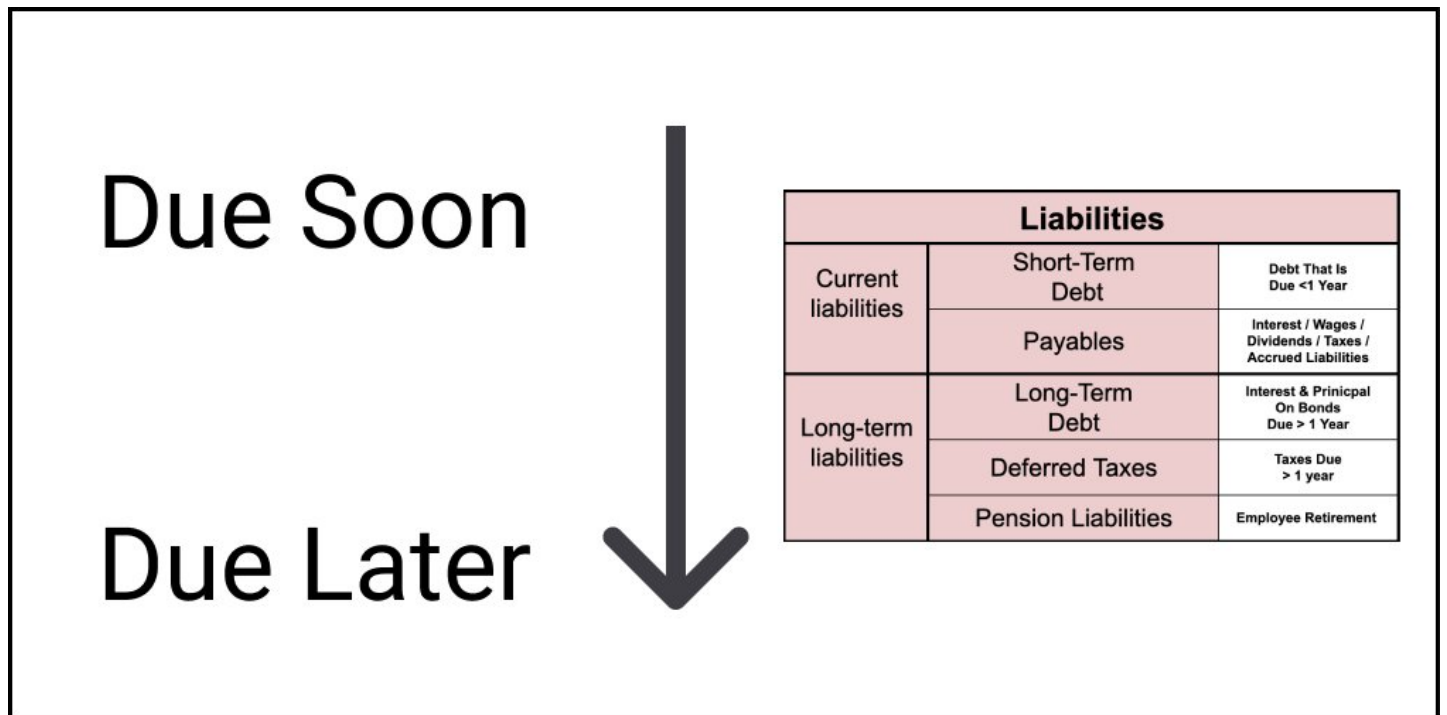 Due Soon
Due Later
Liabilities
Current
liabilities
Short-Term
Debt
Debt That Is
Due <1 Year
Payables
Interest / Wages /
Dividends / Taxes /
Accrued Liabilities
Long-term
liabilities
Long-Term
Debt
Interest & Prinicpal
On Bonds
Due > 1 Year
Deferred Taxes
Taxes Due
> 1 year
Pension Liabilities
Employee Retirement